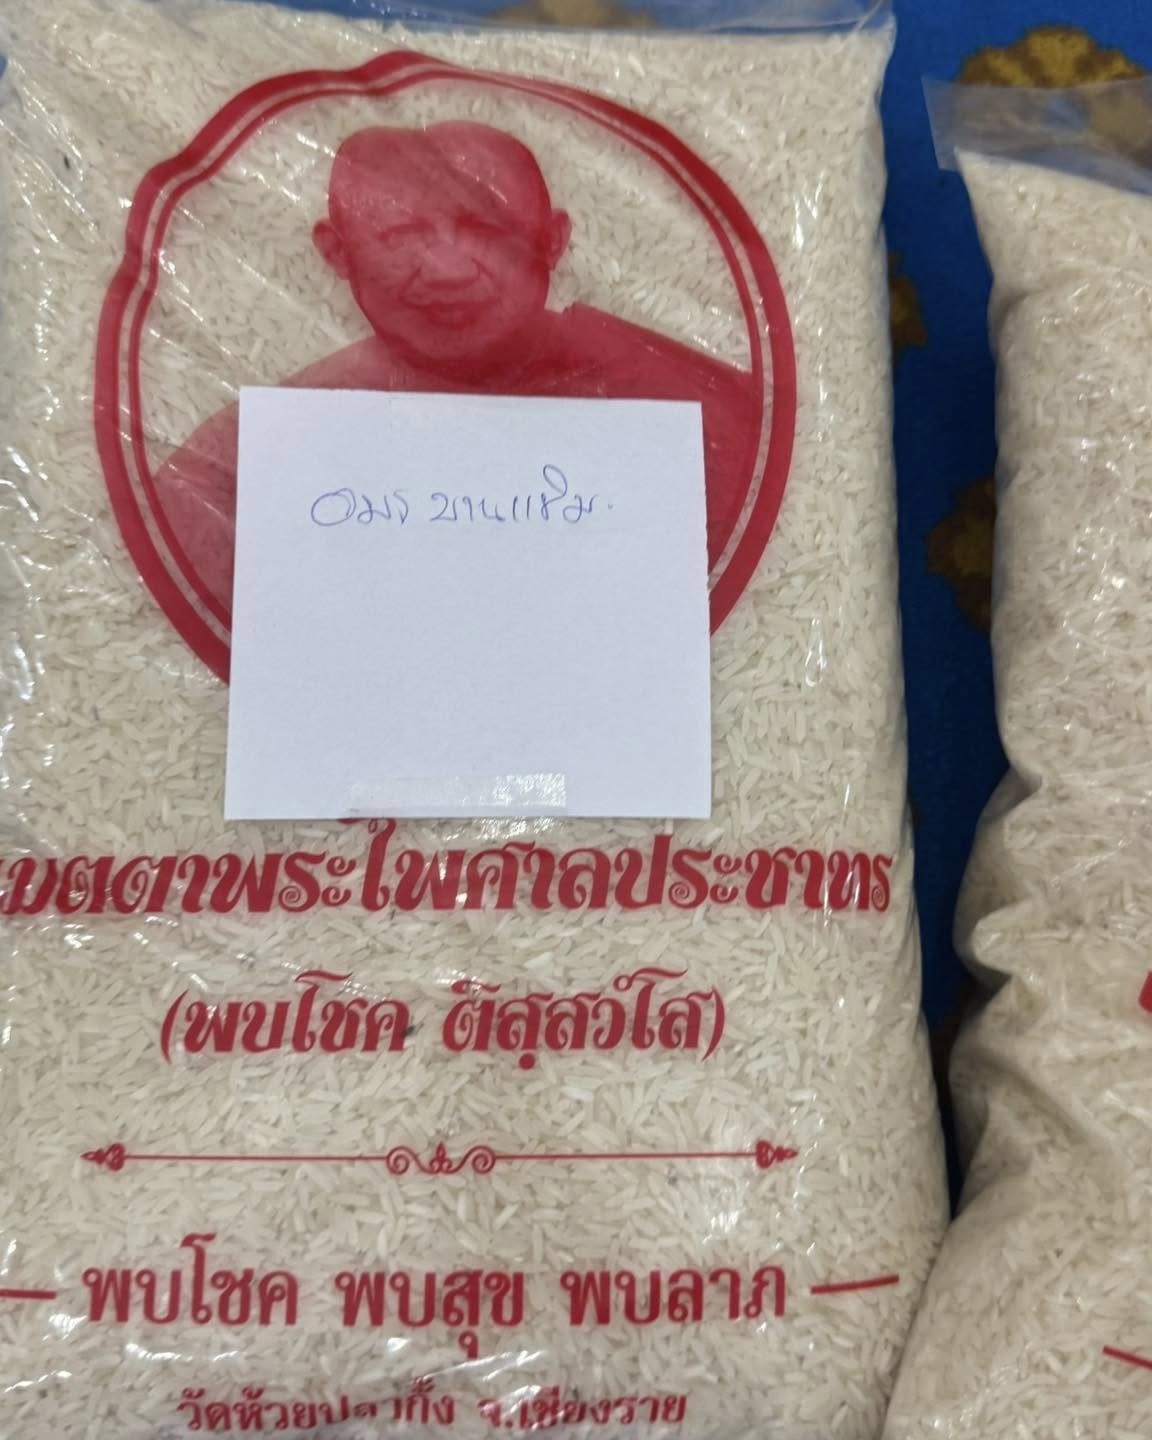 อมร บานแย้ม.
เมตตาพระไพศาลประชาทร
(พบโชค ติสฺสวํโส)
พบโชค พบสุข พบลาภ
วัดห้วยปลากั้ง จ.เชียงราย